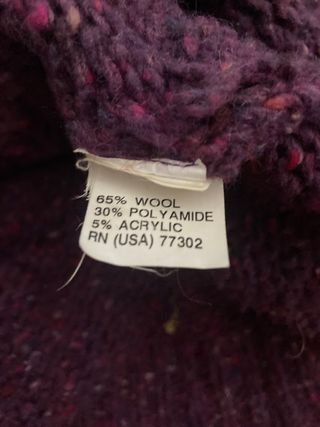 65% WOOL
30% POLYAMIDE
5% ACRYLIC
RN (USA) 77302